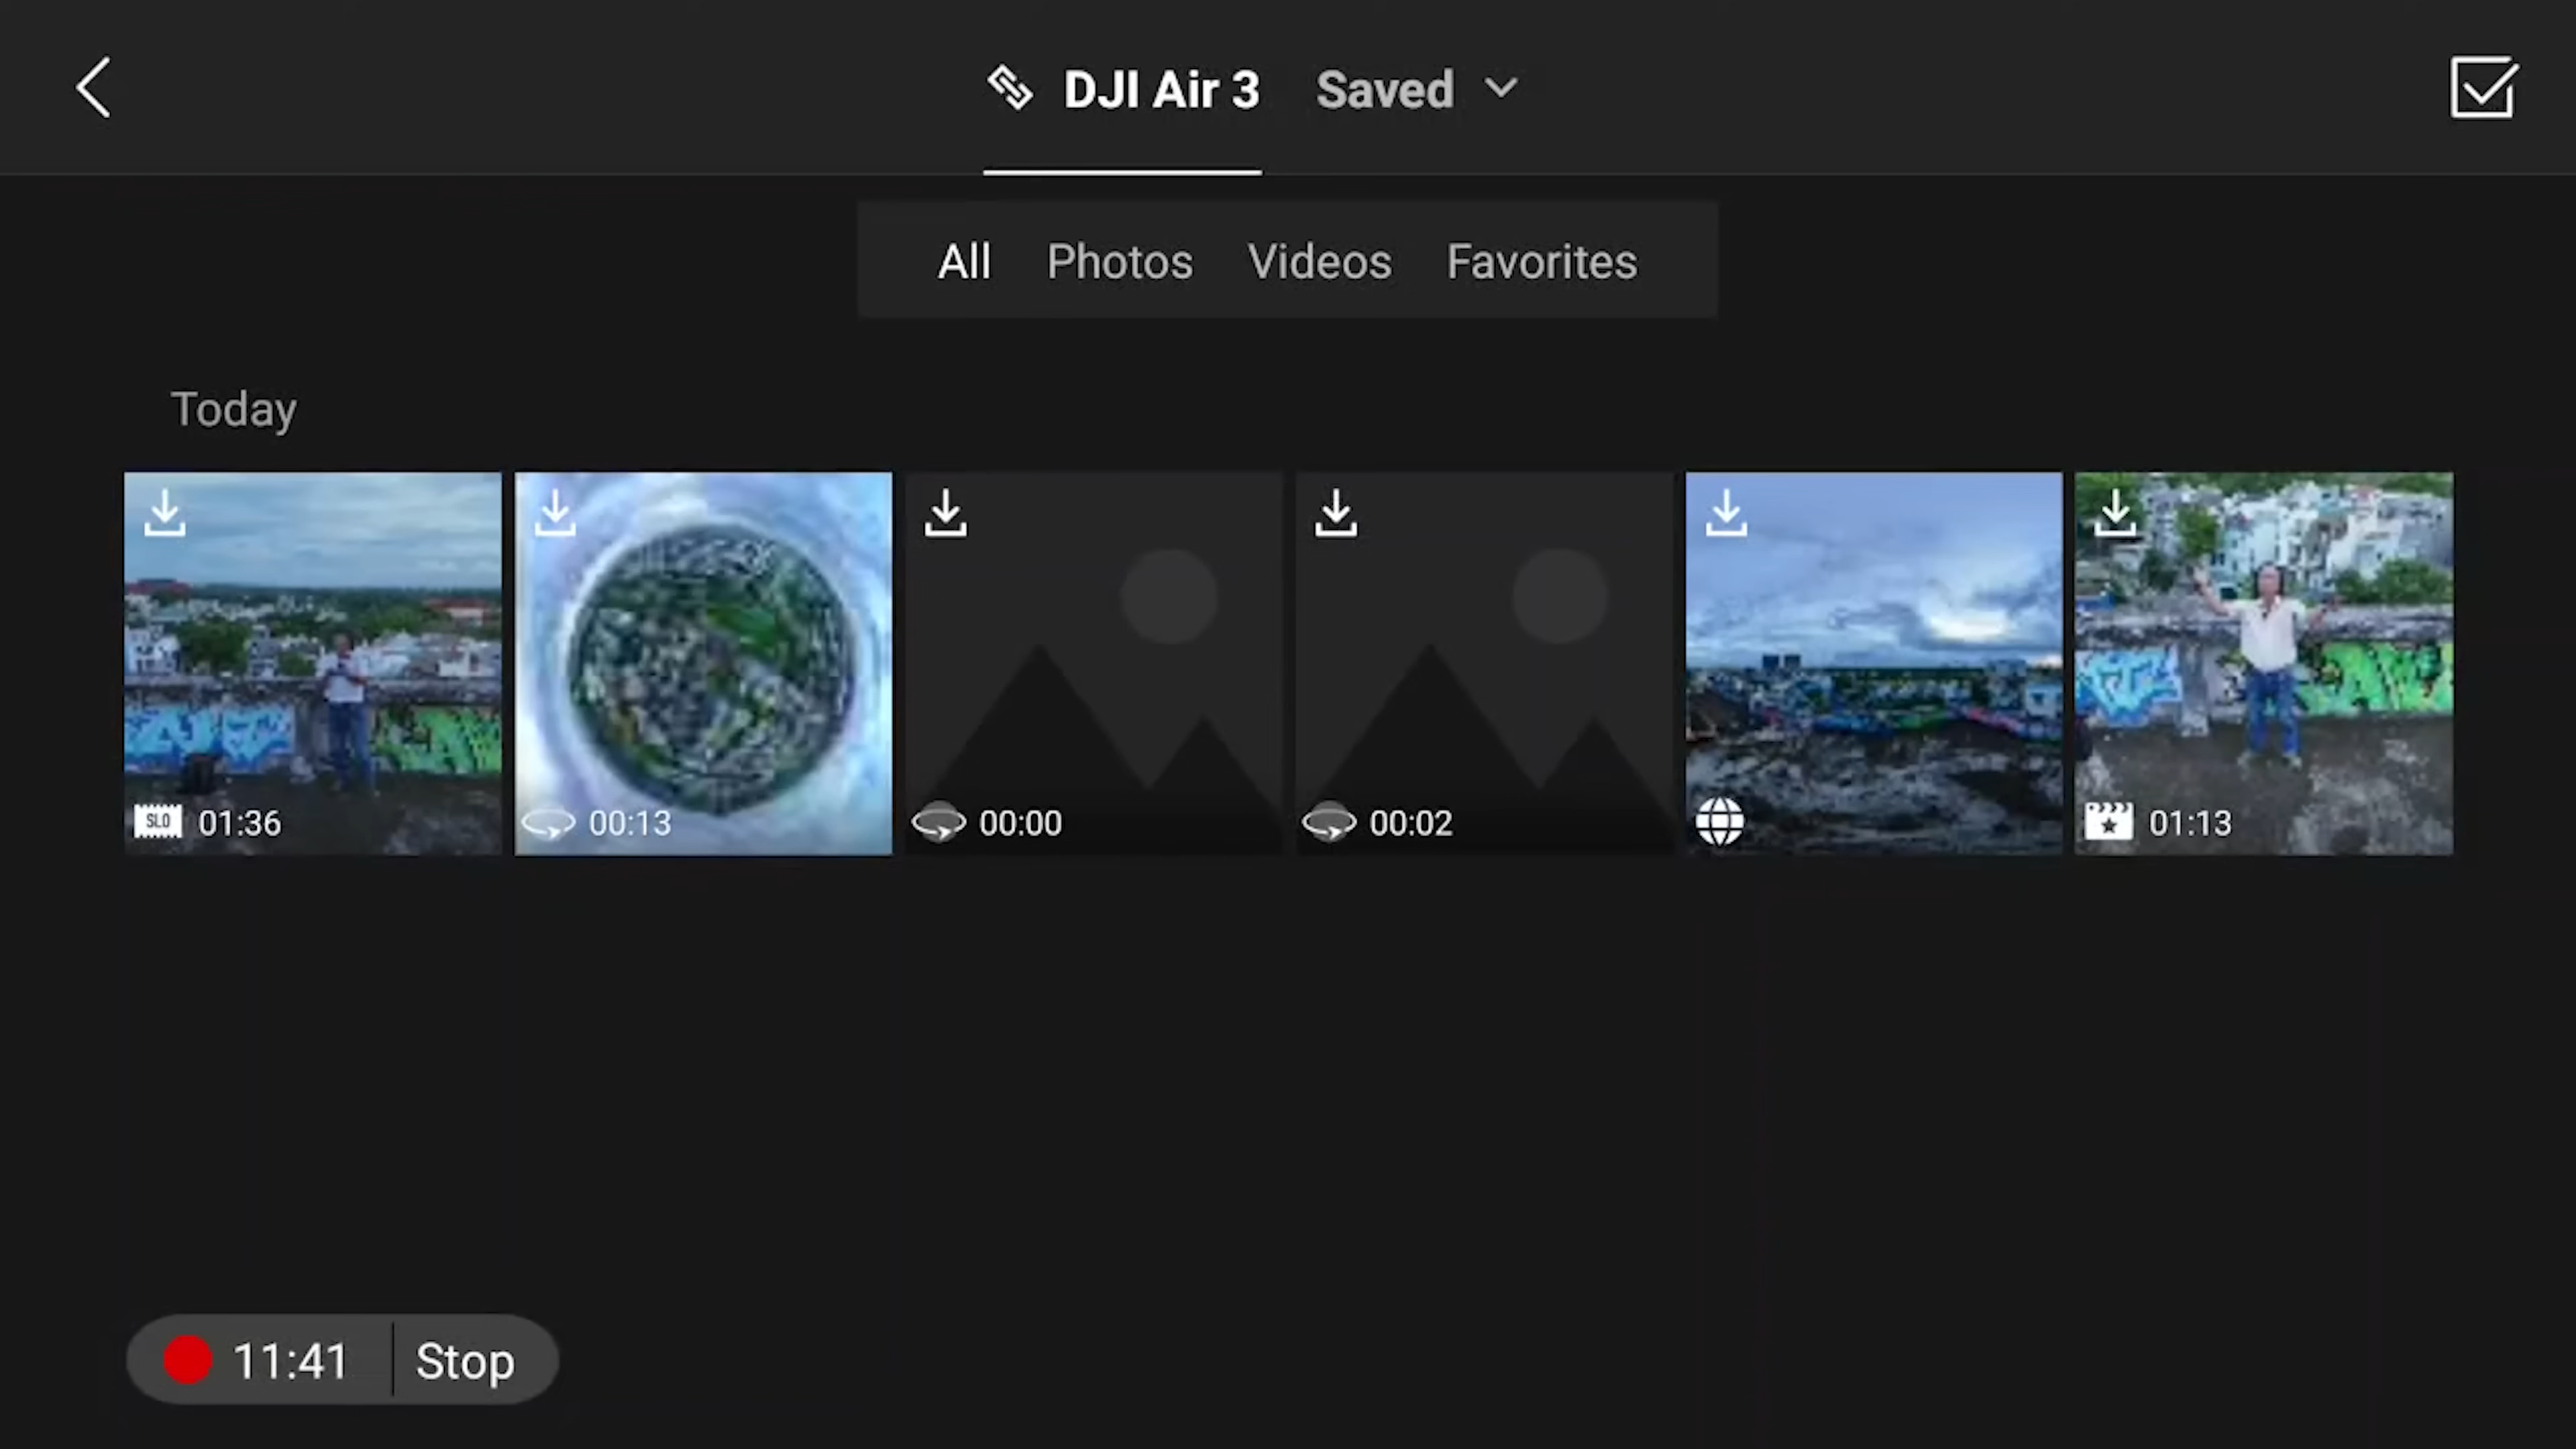 DJI Air 3 Saved
All Photos Videos Favorites
Today
SLO 01:36
00:13
00:00
00:02
01:13
11:41 Stop